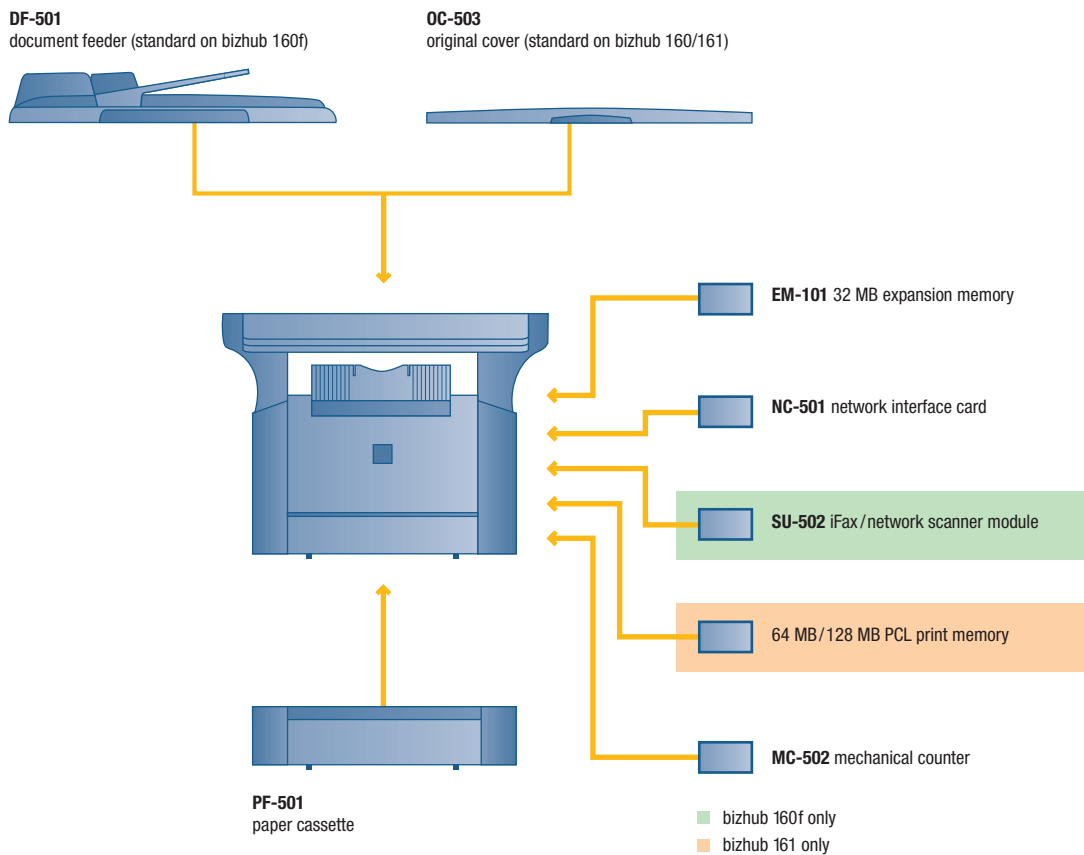 DF-501
document feeder (standard on bizhub 160f)
OC-503
original cover (standard on bizhub 160/161)
EM-101 32 MB expansion memory
NC-501 network interface card
SU-502 iFax/network scanner module
64 MB/128 MB PCL print memory
MC-502 mechanical counter
PF-501
paper cassette
bizhub 160f only
bizhub 161 only